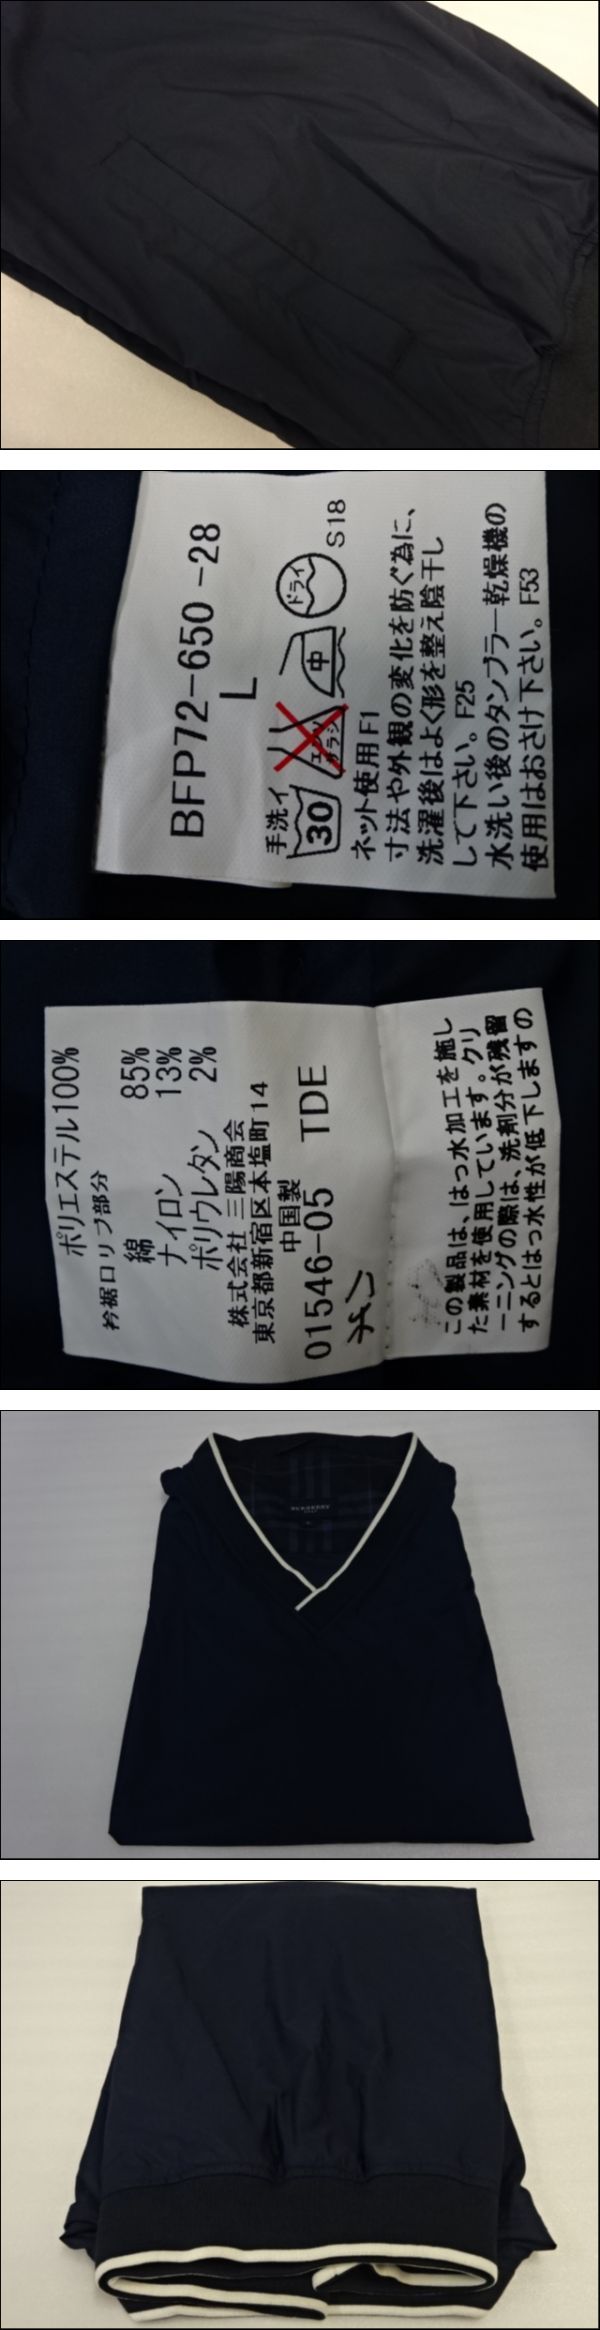 BFP72-650-28
L
手洗イ
30
エンソ
サラシ
中
ドライ
S18
ネット使用F1
寸法や外観の変化を防ぐ為に、
洗濯後はよく形を整え陰干し
して下さい。F25
水洗い後のタンブラー乾燥機の
使用はおさけ下さい。F53
ポリエステル100%
衿裾口リブ部分
綿 85%
ナイロン 13%
ポリウレタン 2%
株式会社 三陽商会
東京都新宿区本塩町14
中国製
01546-05 TDE
この製品は、はっ水加工を施し
た素材を使用しています。クリ
ーニングの際は、洗剤分が残留
するとはっ水性が低下しますの
BURBERRY